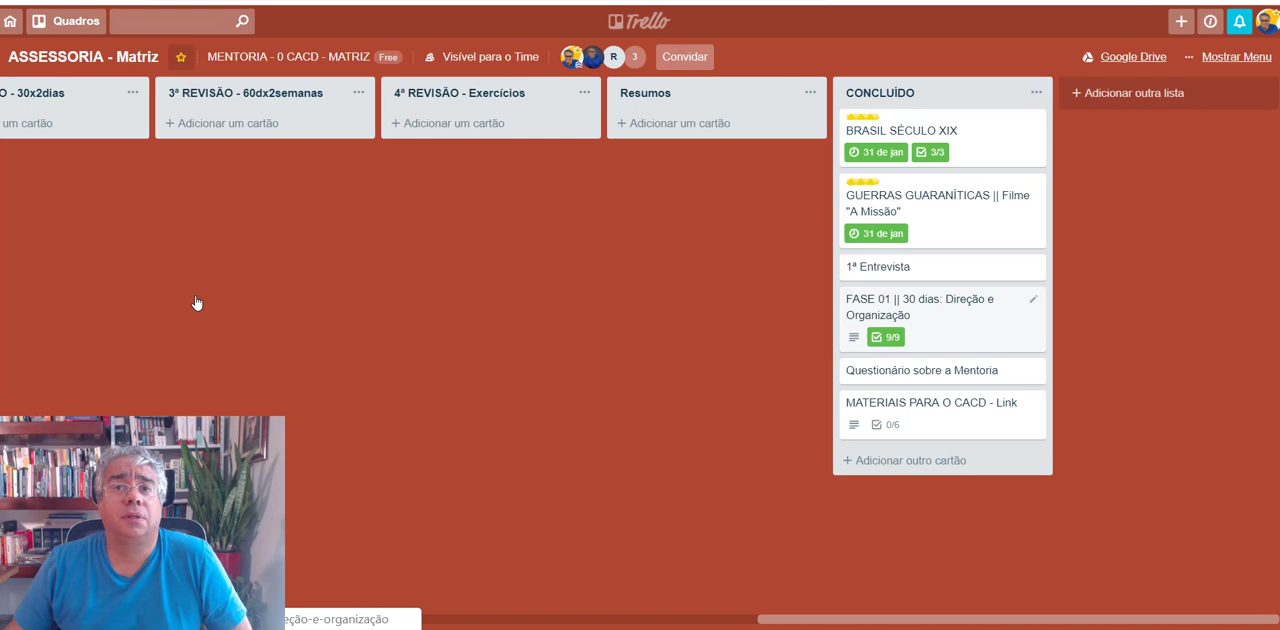 Quadros
Trello
ASSESSORIA - Matriz
MENTORIA - 0 CACD - MATRIZ Free
Visível para o Time
R
3
Convidar
Google Drive
··· Mostrar Menu
O - 30x2dias ···
um cartão
3ª REVISÃO - 60dx2semanas ···
+ Adicionar um cartão
4ª REVISÃO - Exercícios ···
+ Adicionar um cartão
Resumos ···
+ Adicionar um cartão
CONCLUÍDO ···
BRASIL SÉCULO XIX
31 de jan 3/3
GUERRAS GUARANÍTICAS || Filme
"A Missão"
31 de jan
1ª Entrevista
FASE 01 || 30 dias: Direção e
Organização
9/9
Questionário sobre a Mentoria
MATERIAIS PARA O CACD - Link
0/6
+ Adicionar outro cartão
+ Adicionar outra lista
eção-e-organização